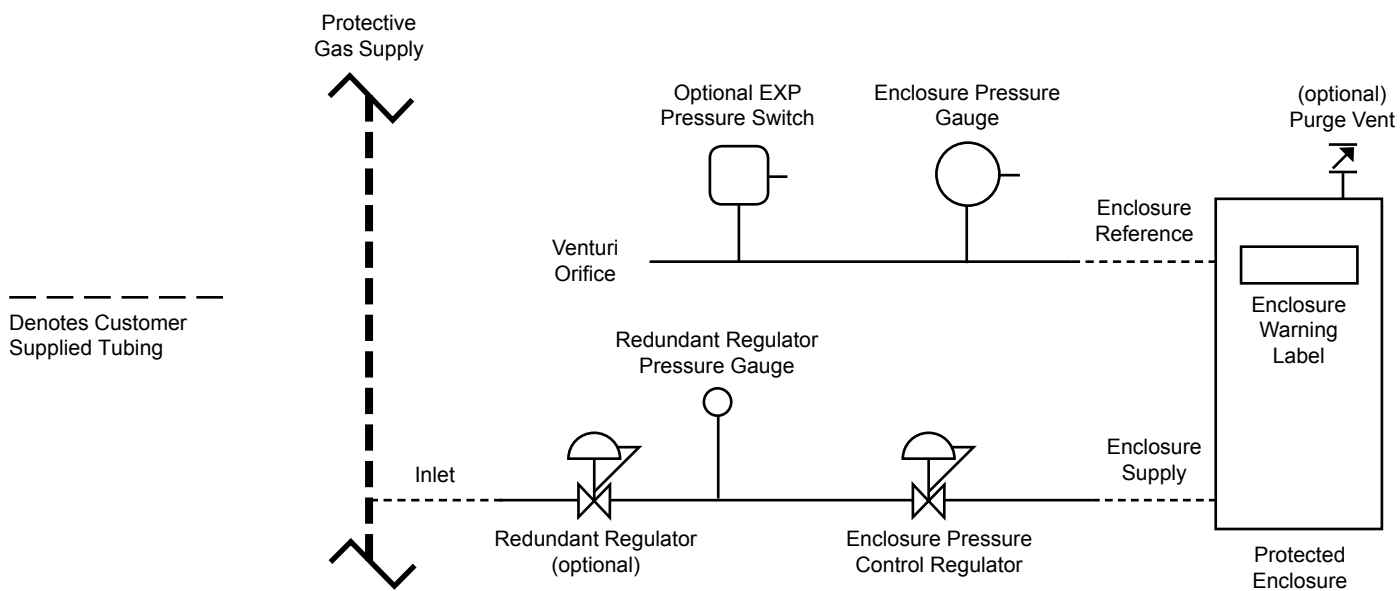 Protective
Gas Supply
Optional EXP
Pressure Switch
Enclosure Pressure
Gauge
(optional)
Purge Vent
Enclosure
Reference
Venturi
Orifice
Enclosure
Warning
Label
Denotes Customer
Supplied Tubing
Redundant Regulator
Pressure Gauge
Inlet
Enclosure
Supply
Redundant Regulator
(optional)
Enclosure Pressure
Control Regulator
Protected
Enclosure